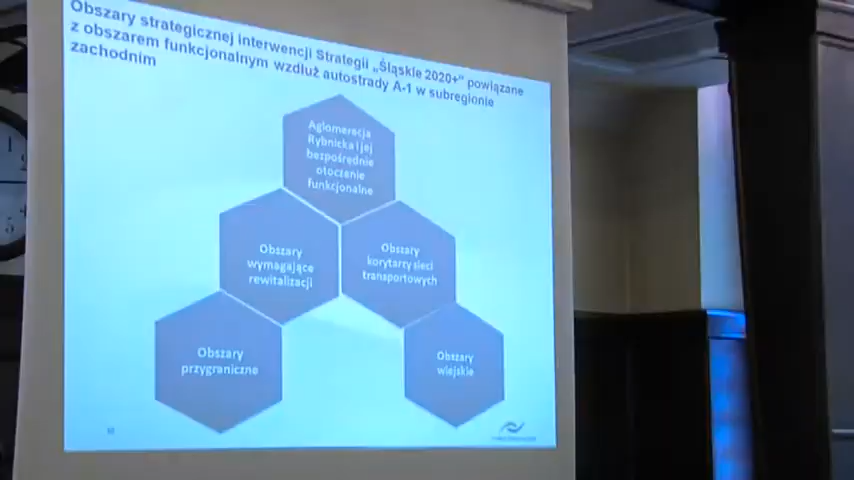 Obszary strategicznej interwencji Strategii „Śląskie 2020+” powiązane
z obszarem funkcjonalnym wzdłuż autostrady A-1 w subregionie
zachodnim
Aglomeracja
Rybnicka i jej
bezpośrednie
otoczenie
funkcjonalne
Obszary
wymagające
rewitalizacji
Obszary
korytarzy sieci
transportowych
Obszary
przygraniczne
Obszary
wiejskie